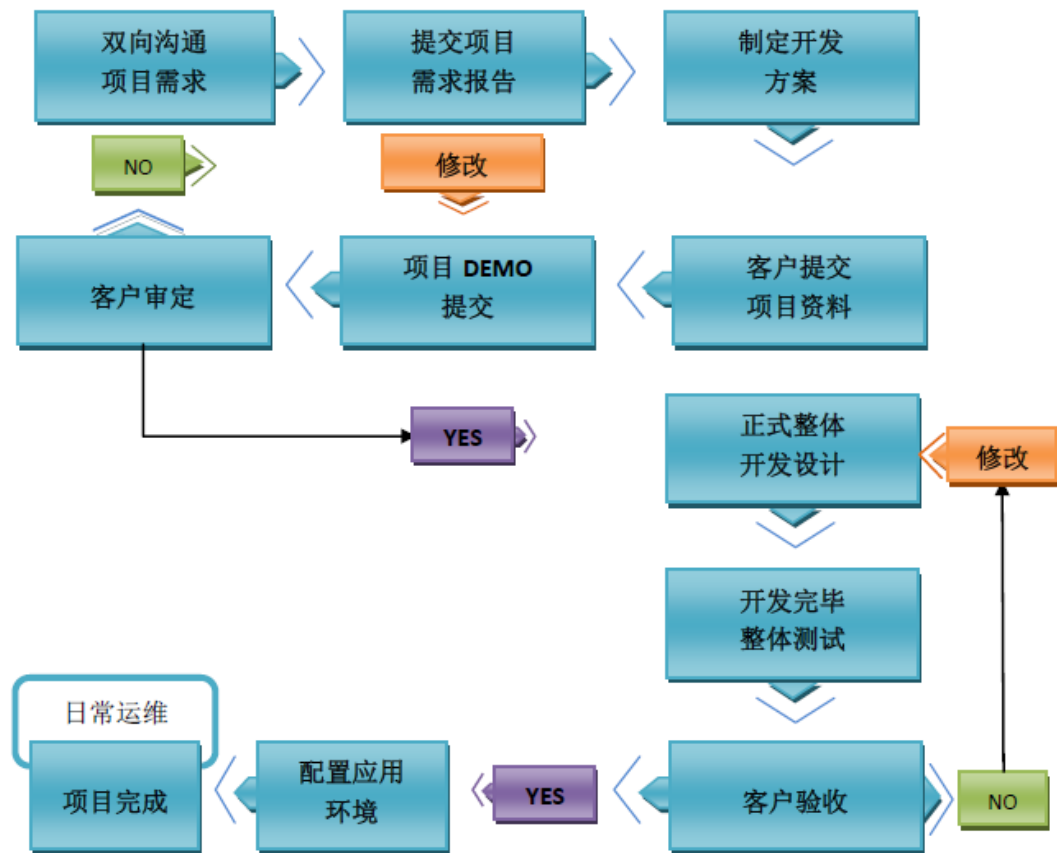 双向沟通
项目需求
提交项目
需求报告
制定开发
方案
NO
修改
客户审定
项目 DEMO
提交
客户提交
项目资料
YES
正式整体
开发设计
修改
开发完毕
整体测试
日常运维
项目完成
配置应用
环境
YES
客户验收
NO